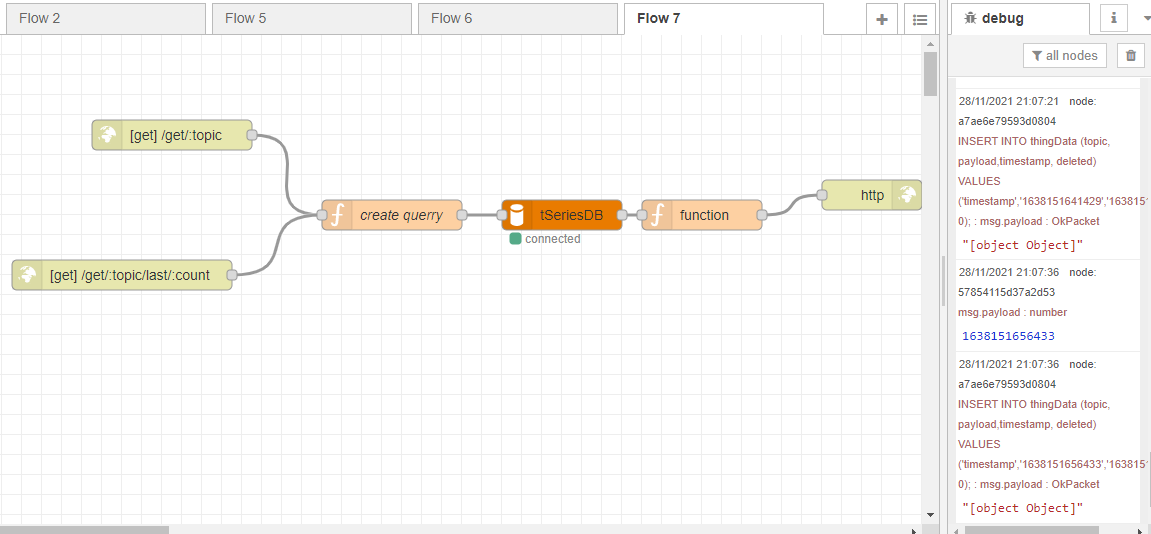 Flow 2
Flow 5
Flow 6
Flow 7
debug
all nodes
[get] /get/:topic
[get] /get/:topic/last/:count
create querry
tSeriesDB
connected
function
http
28/11/2021 21:07:21 node:
a7ae6e79593d0804
INSERT INTO thingData (topic,
payload,timestamp, deleted)
VALUES
('timestamp','1638151641429','163815
0); : msg.payload : OkPacket
"[object Object]"
28/11/2021 21:07:36 node:
57854115d37a2d53
msg.payload : number
1638151656433
28/11/2021 21:07:36 node:
a7ae6e79593d0804
INSERT INTO thingData (topic,
payload,timestamp, deleted)
VALUES
('timestamp','1638151656433','163815
0); : msg.payload : OkPacket
"[object Object]"